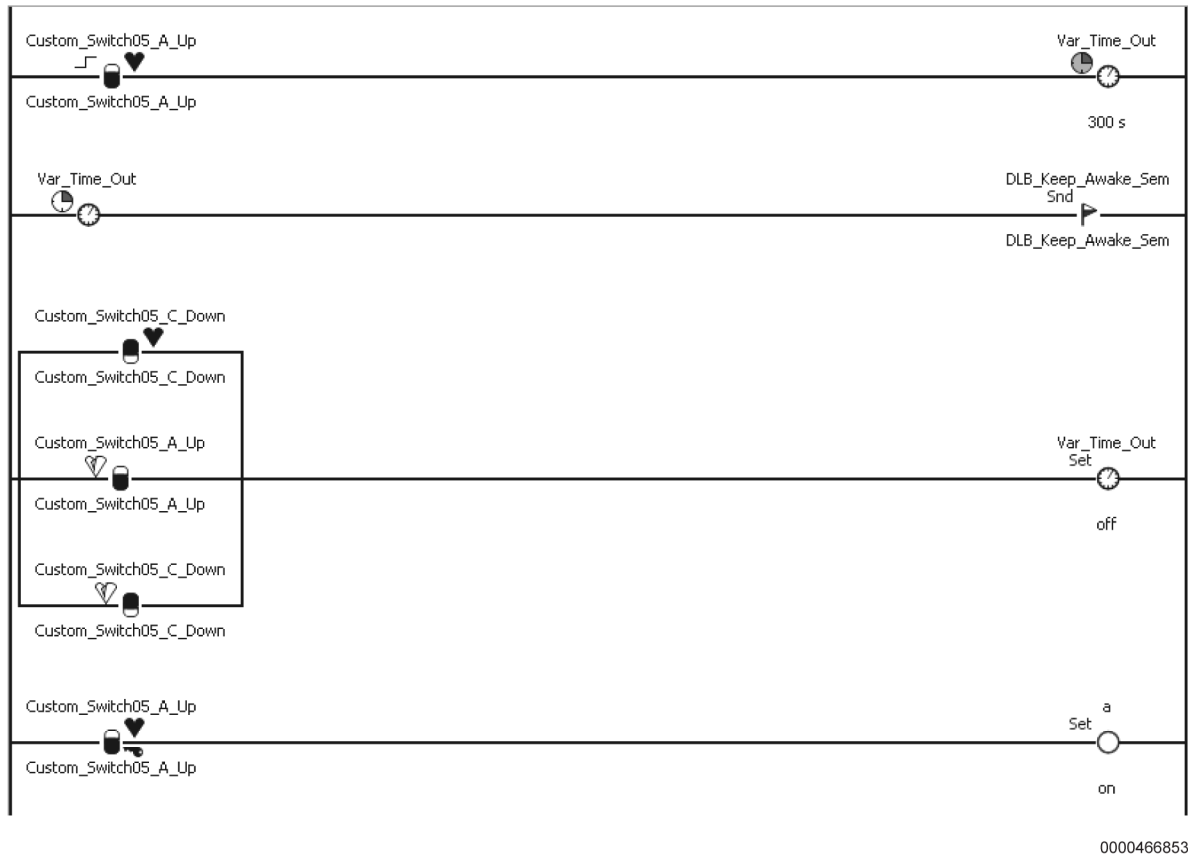 Custom_Switch05_A_Up
Var_Time_Out
Custom_Switch05_A_Up
300 s
Var_Time_Out
DLB_Keep_Awake_Sem
Snd
DLB_Keep_Awake_Sem
Custom_Switch05_C_Down
Custom_Switch05_C_Down
Custom_Switch05_A_Up
Var_Time_Out
Set
Custom_Switch05_A_Up
off
Custom_Switch05_C_Down
Custom_Switch05_C_Down
Custom_Switch05_A_Up
a
Set
Custom_Switch05_A_Up
on
0000466853